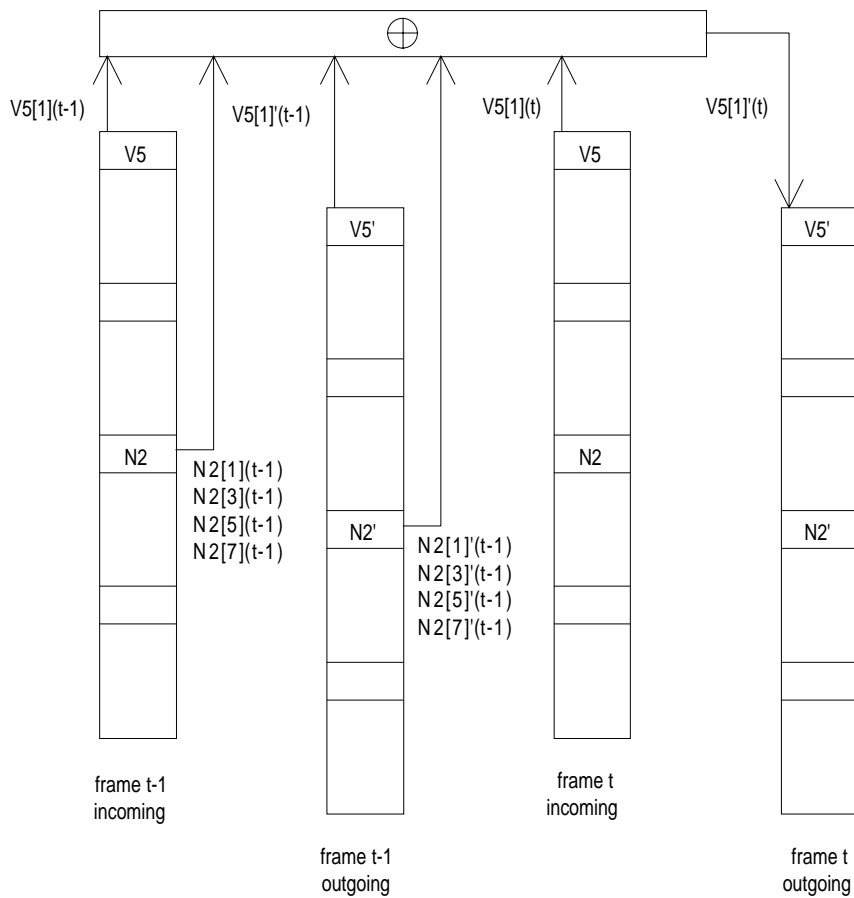 V5[1](t-1)
V5[1]'(t-1)
V5[1](t)
V5[1]'(t)
V5
V5
V5'
V5'
N2
N2
N2[1](t-1)
N2[3](t-1)
N2[5](t-1)
N2[7](t-1)
N2'
N2'
N2[1]'(t-1)
N2[3]'(t-1)
N2[5]'(t-1)
N2[7]'(t-1)
frame t-1
incoming
frame t
incoming
frame t-1
outgoing
frame t
outgoing